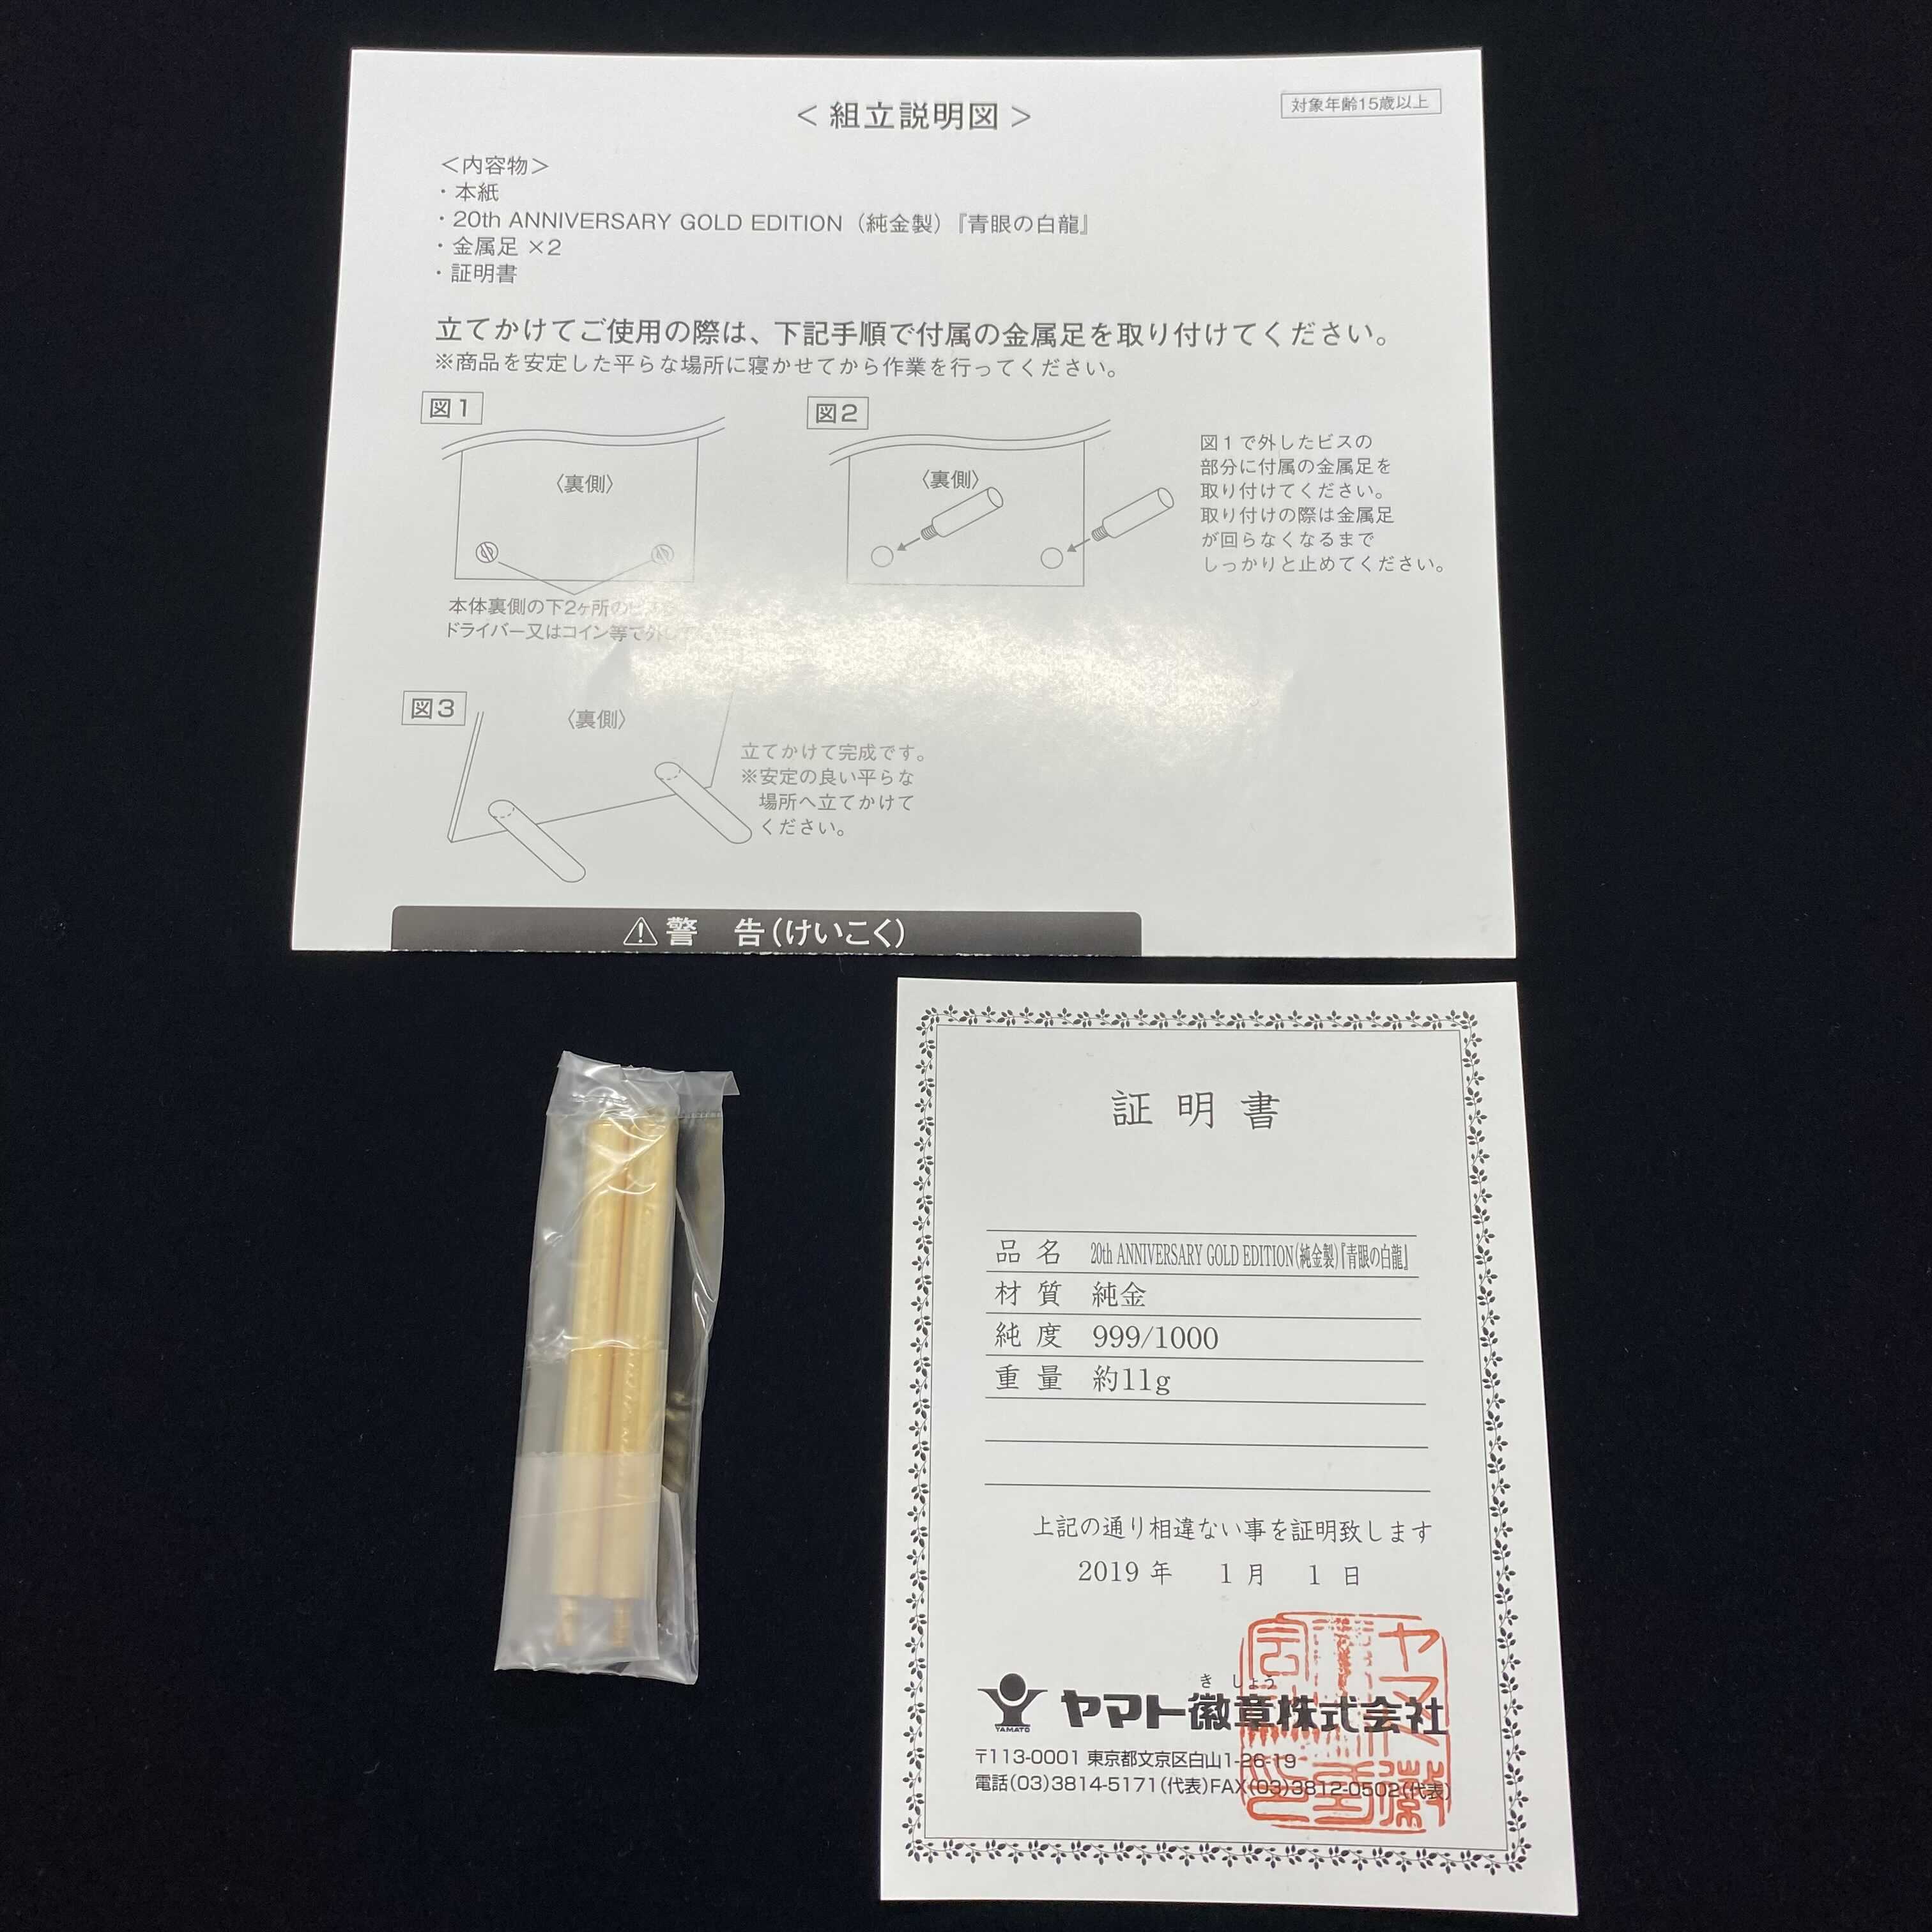 ＜組立説明図＞
対象年齢15歳以上
＜内容物＞
・本紙
・20th ANNIVERSARY GOLD EDITION（純金製）『青眼の白龍』
・金属足 ×2
・証明書
立てかけてご使用の際は、下記手順で付属の金属足を取り付けてください。
※商品を安定した平らな場所に寝かせてから作業を行ってください。
図1
〈裏側〉
本体裏側の下2ヶ所の
ドライバー又はコイン等で外し
図2
〈裏側〉
図1で外したビスの
部分に付属の金属足を
取り付けてください。
取り付けの際は金属足
が回らなくなるまで
しっかりと止めてください。
図3
〈裏側〉
立てかけて完成です。
※安定の良い平らな
場所へ立てかけて
ください。
⚠警 告(けいこく)
証明書
品名 20th ANNIVERSARY GOLD EDITION(純金製)『青眼の白龍』
材質 純金
純度 999/1000
重量 約11g
上記の通り相違ない事を証明致します
2019年 1月 1日
き しょう
YAMATO ヤマト徽章株式会社
〒113-0001 東京都文京区白山1-26-19
電話(03)3814-5171(代表)FAX(03)3812-0502(代表)